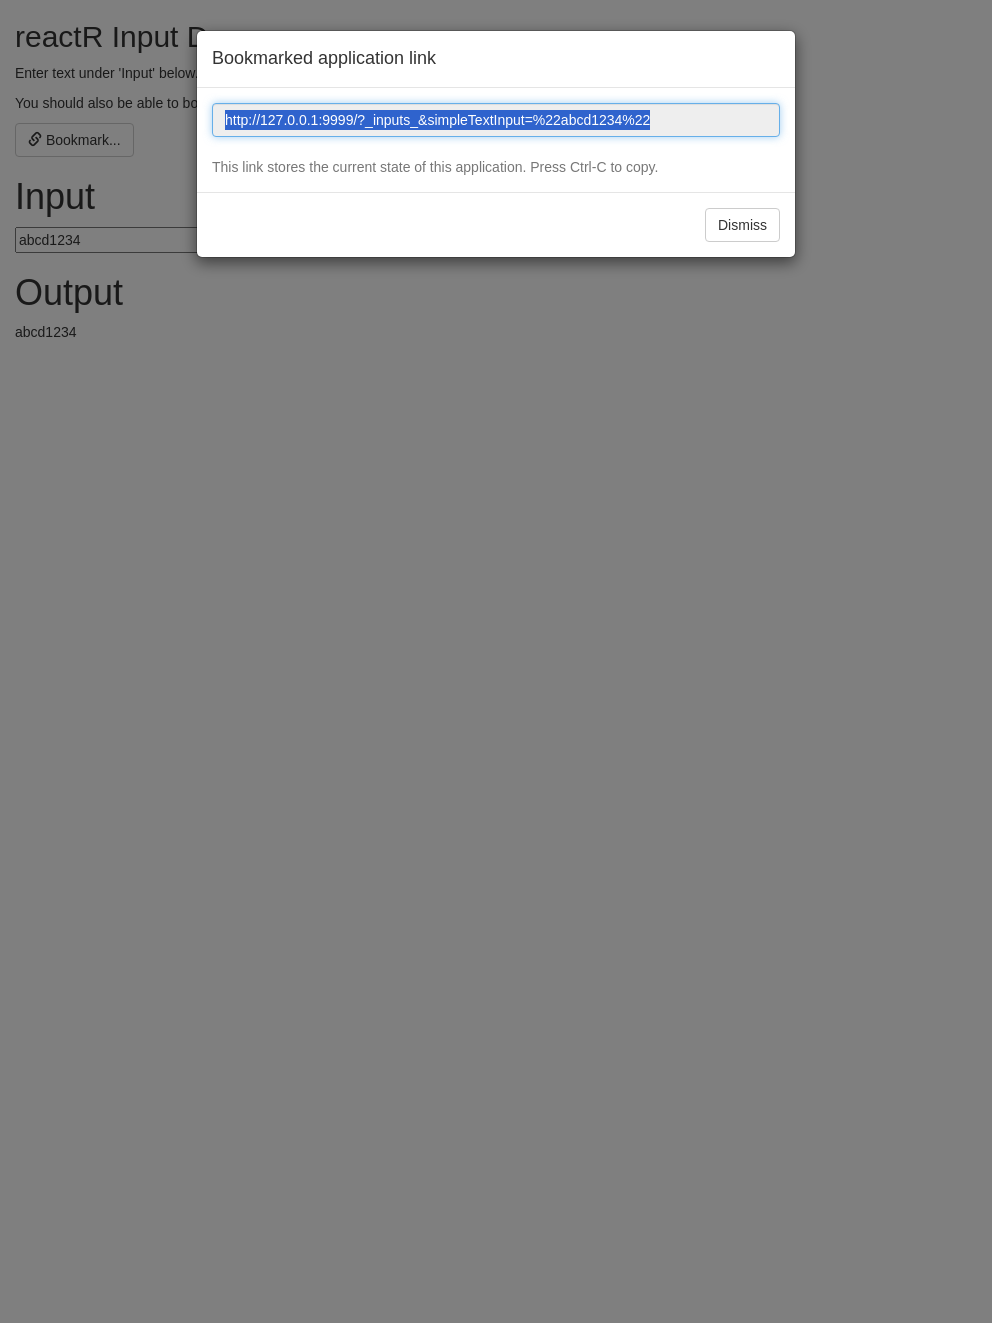 reactR Input
Enter text under 'Input' below.
You should also be able to
Bookmark...
Input
abcd1234
Output
abcd1234
Bookmarked application link
http://127.0.0.1:9999/?_inputs_&simpleTextInput=%22abcd1234%22
This link stores the current state of this application. Press Ctrl-C to copy.
Dismiss